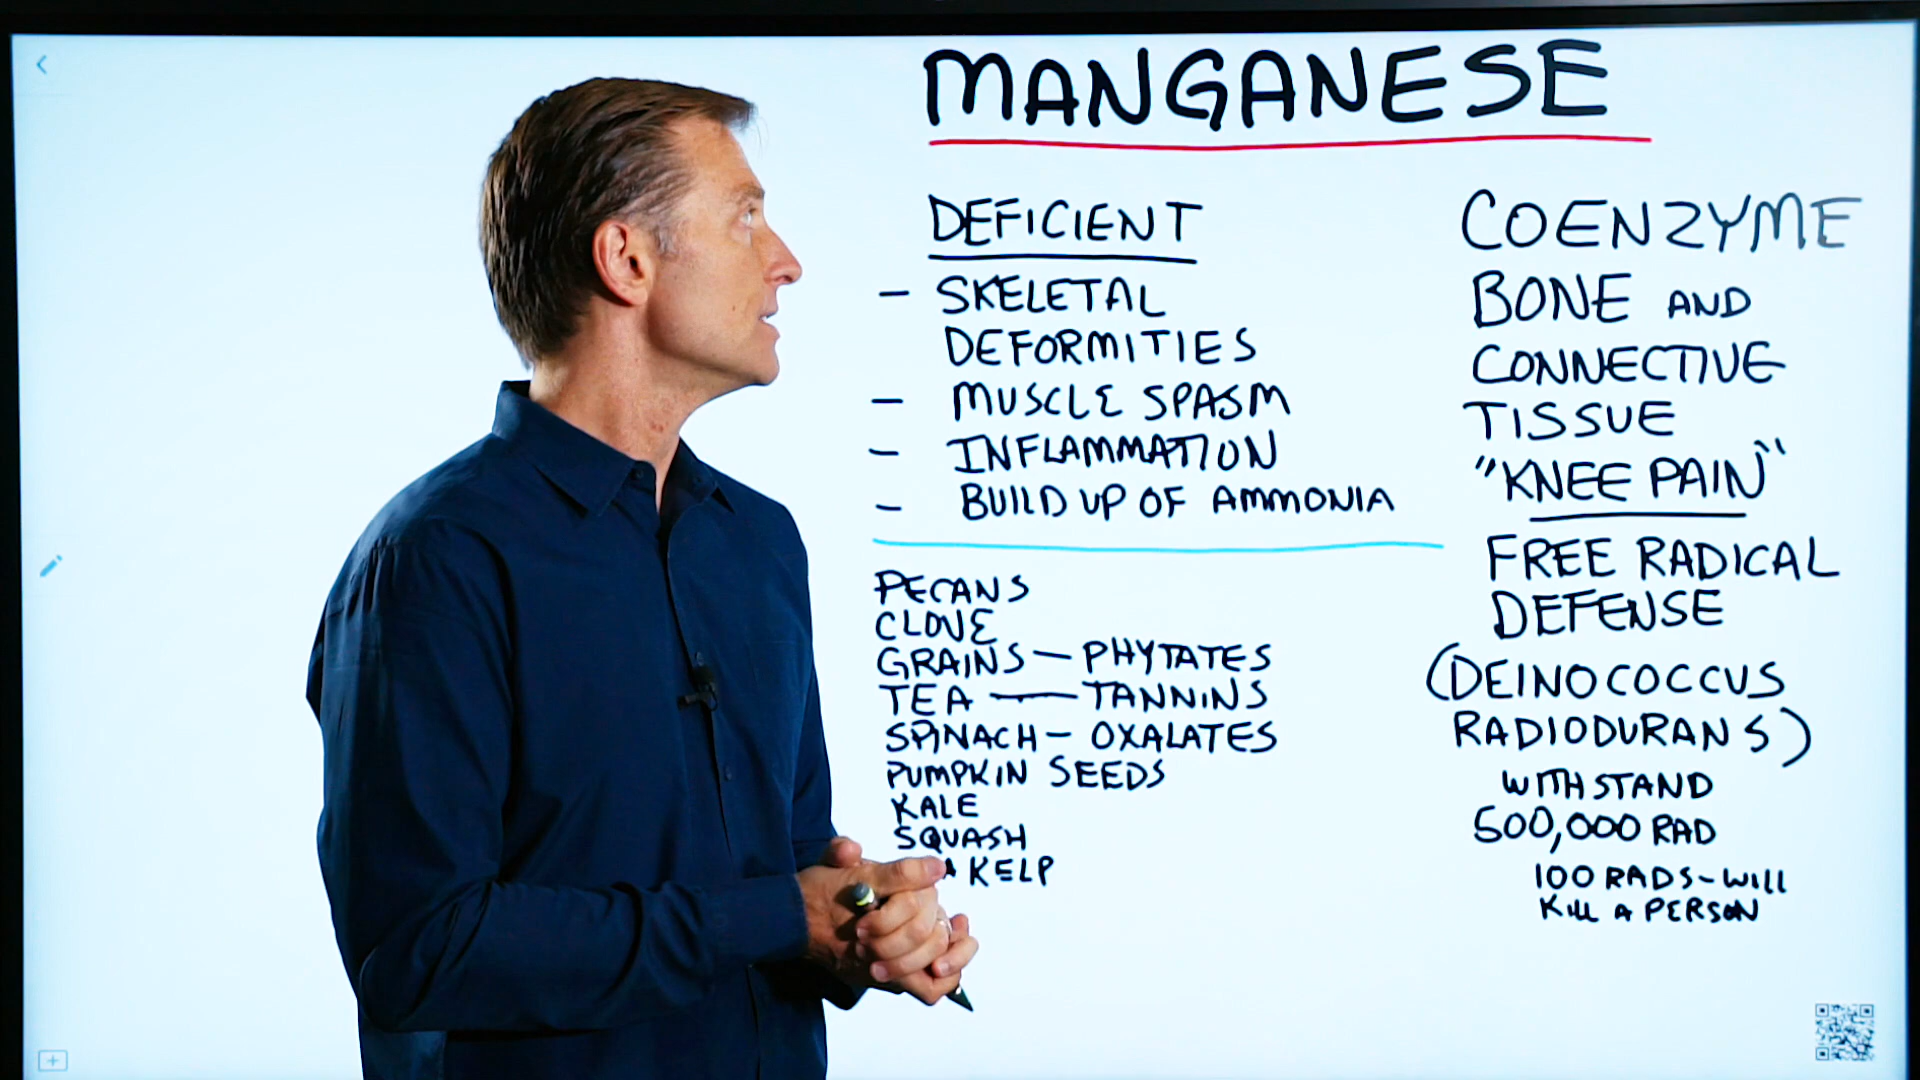 MANGANESE
DEFICIENT
- SKELETAL
DEFORMITIES
- MUSCLE SPASM
- INFLAMMATION
- BUILD UP OF AMMONIA
PECANS
CLOVE
GRAINS - PHYTATES
TEA - TANNINS
SPINACH - OXALATES
PUMPKIN SEEDS
KALE
SQUASH
KELP
COENZYME
BONE AND
CONNECTIVE
TISSUE
"KNEE PAIN"
FREE RADICAL
DEFENSE
(DEINOCOCCUS
RADIODURANS)
WITHSTAND
500,000 RAD
100 RADS - WILL
KILL A PERSON